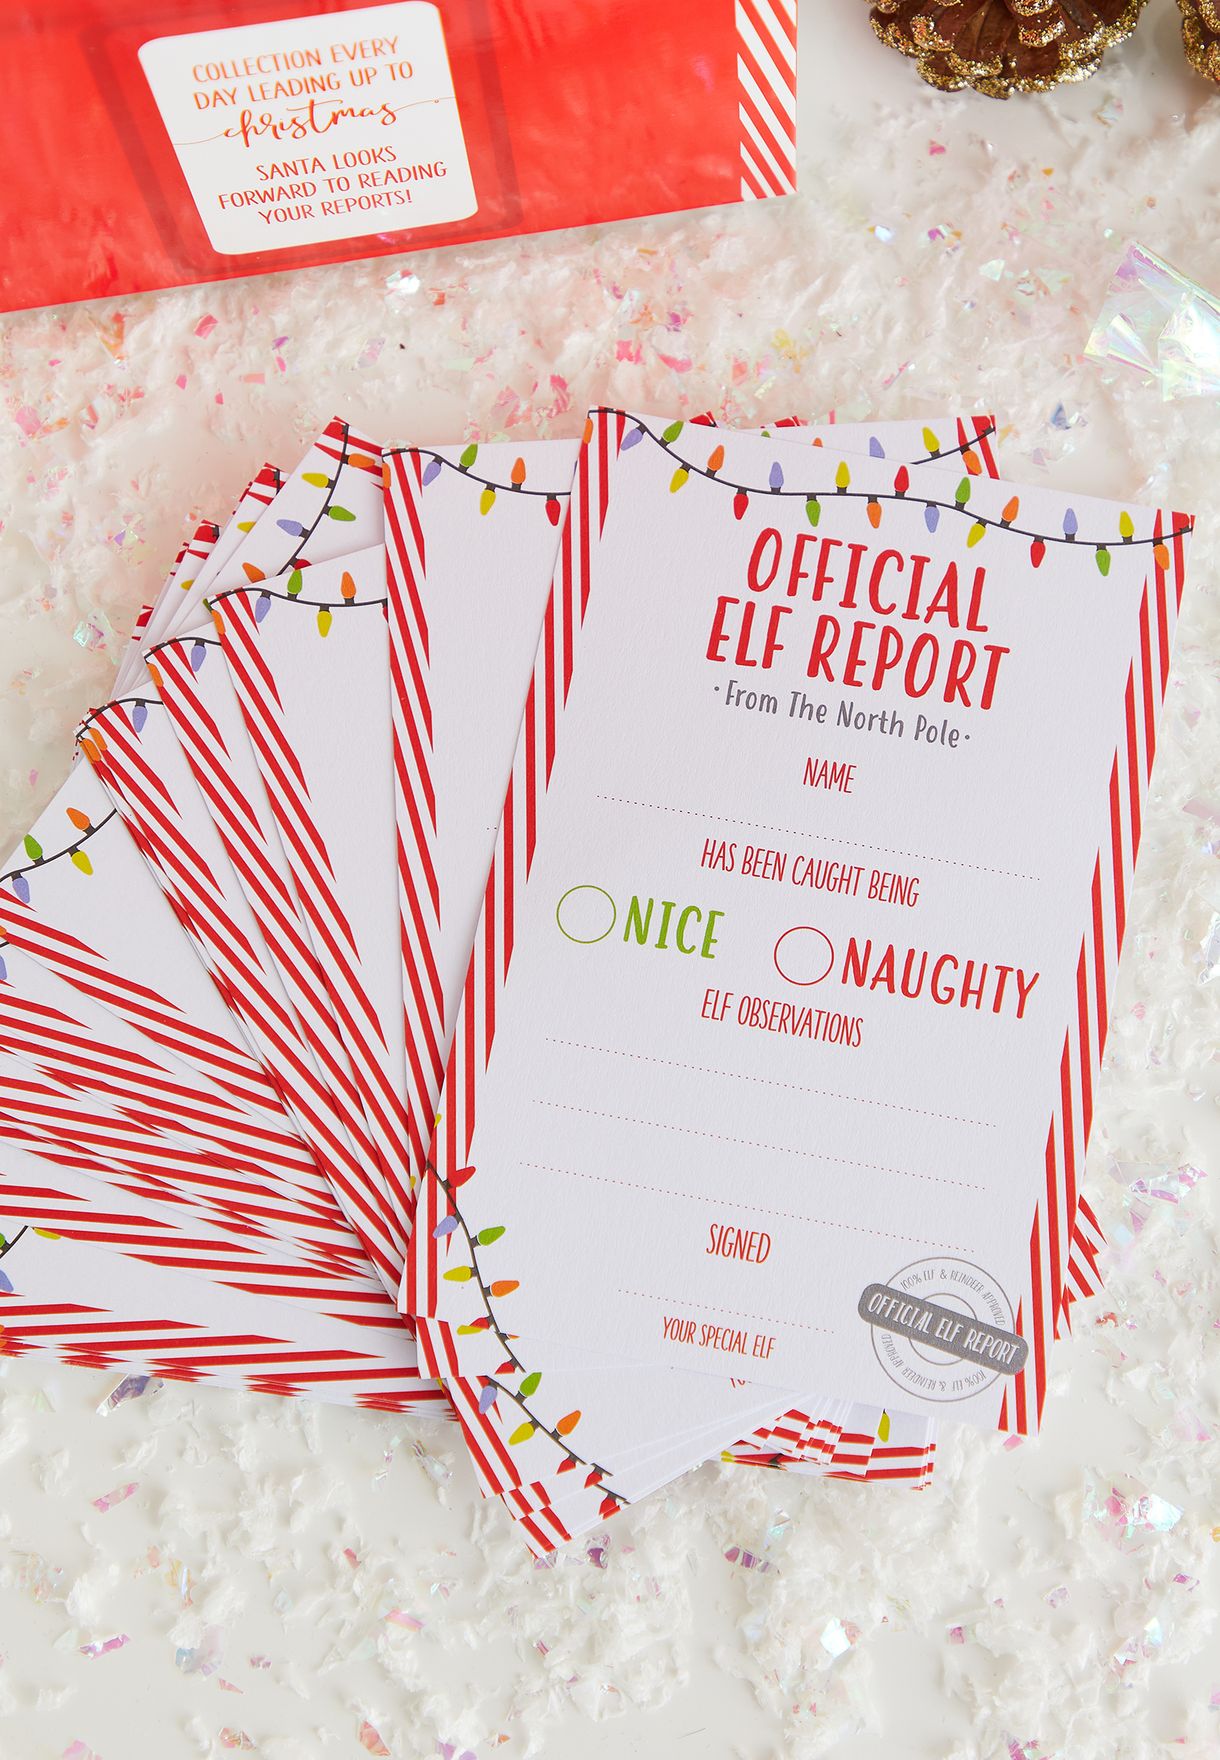 COLLECTION EVERY
DAY LEADING UP TO
christmas
SANTA LOOKS
FORWARD TO READING
YOUR REPORTS!
OFFICIAL
ELF REPORT
·From The North Pole·
NAME
HAS BEEN CAUGHT BEING
NICE NAUGHTY
ELF OBSERVATIONS
SIGNED
YOUR SPECIAL ELF
100% ELF & REINDEER APPROVED
OFFICIAL ELF REPORT
100% ELF & REINDEER APPROVED